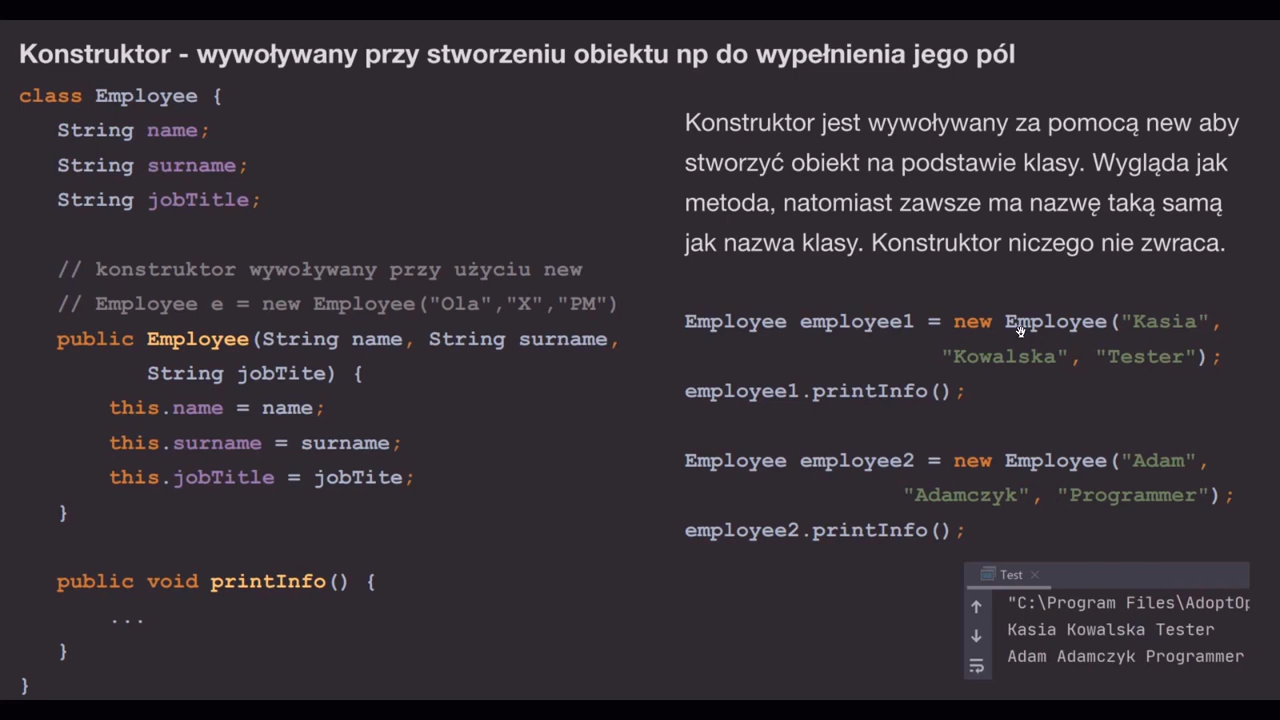 Konstruktor - wywoływany przy stworzeniu obiektu np do wypełnienia jego pól
class Employee {
String name;
String surname;
String jobTitle;
// konstruktor wywoływany przy użyciu new
// Employee e = new Employee("Ola","X","PM")
public Employee(String name, String surname,
String jobTite) {
this.name = name;
this.surname = surname;
this.jobTitle = jobTite;
}
public void printInfo() {
...
}
}
Konstruktor jest wywoływany za pomocą new aby
stworzyć obiekt na podstawie klasy. Wygląda jak
metoda, natomiast zawsze ma nazwę taką samą
jak nazwa klasy. Konstruktor niczego nie zwraca.
Employee employee1 = new Employee("Kasia",
"Kowalska", "Tester");
employee1.printInfo();
Employee employee2 = new Employee("Adam",
"Adamczyk", "Programmer");
employee2.printInfo();
Test
"C:\Program Files\AdoptOp
Kasia Kowalska Tester
Adam Adamczyk Programmer